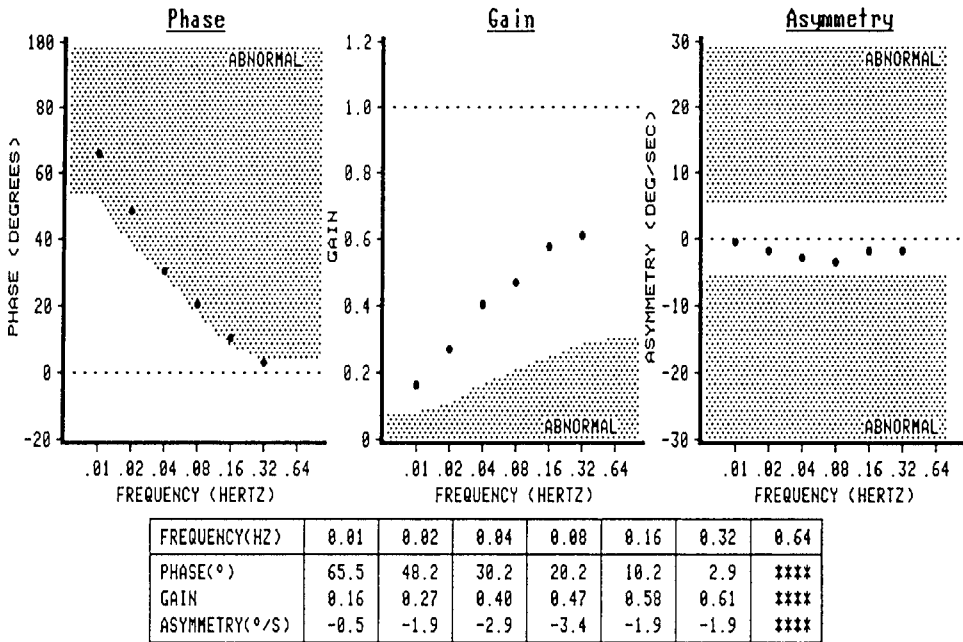 Phase
100
80
60
40
20
0
-20
PHASE (DEGREES)
ABNORMAL
.01 .02 .04 .08 .16 .32 .64
FREQUENCY (HERTZ)
Gain
1.2
1.0
0.8
0.6
0.4
0.2
0
GAIN
ABNORMAL
.01 .02 .04 .08 .16 .32 .64
FREQUENCY (HERTZ)
Asymmetry
30
20
10
0
-10
-20
-30
ASYMMETRY (DEG/SEC)
ABNORMAL
ABNORMAL
.01 .02 .04 .08 .16 .32 .64
FREQUENCY (HERTZ)
FREQUENCY(HZ) 0.01 0.02 0.04 0.08 0.16 0.32 0.64
PHASE(°) 65.5 48.2 30.2 20.2 10.2 2.9 ****
GAIN 0.16 0.27 0.40 0.47 0.58 0.61 ****
ASYMMETRY(°/S) -0.5 -1.9 -2.9 -3.4 -1.9 -1.9 ****